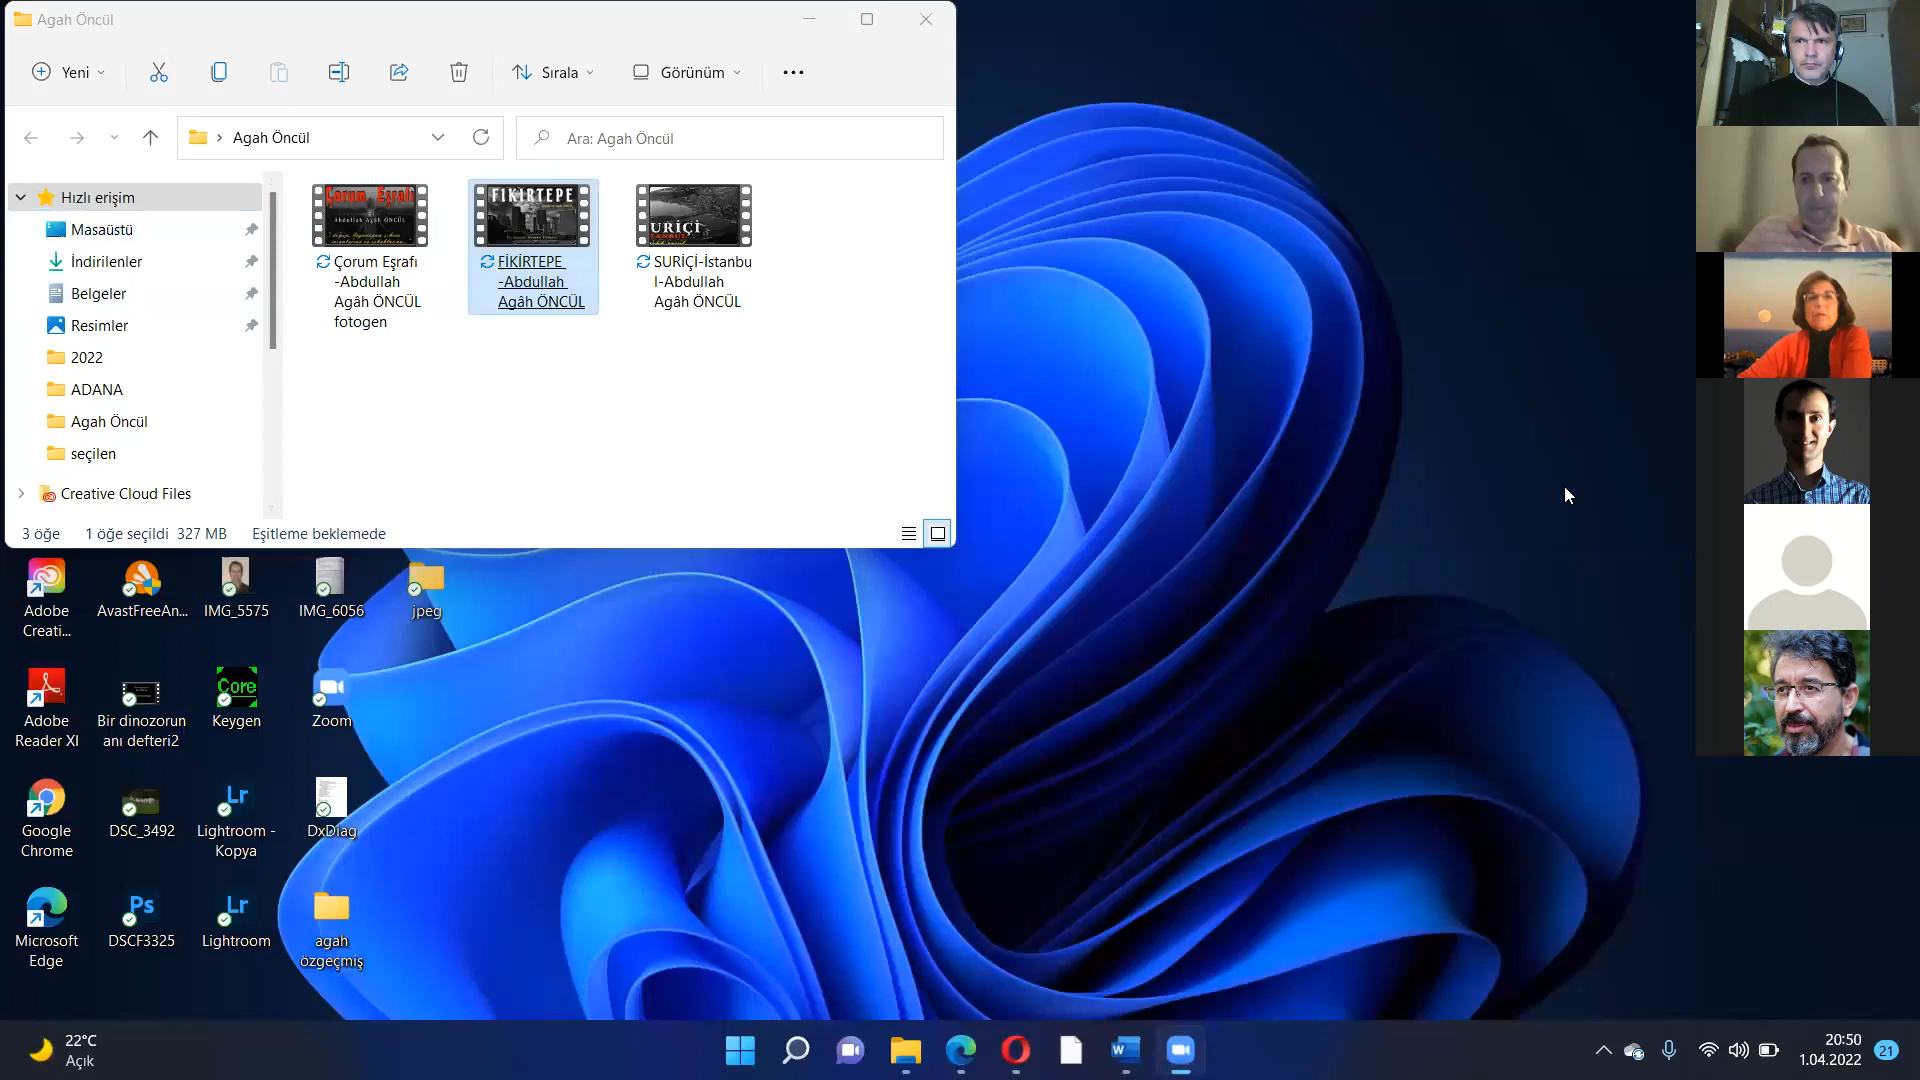 Agah Öncül
Yeni
Sırala
Görünüm
Agah Öncül
Ara: Agah Öncül
Hızlı erişim
Masaüstü
İndirilenler
Belgeler
Resimler
2022
ADANA
Agah Öncül
seçilen
Creative Cloud Files
Çorum Eşrafı
Abdullah Agâh ÖNCÜL
FİKİRTEPE
URİÇİ
Çorum Eşrafı
-Abdullah
Agâh ÖNCÜL
fotogen
FİKİRTEPE
-Abdullah
Agâh ÖNCÜL
SURİÇİ-İstanbu
l-Abdullah
Agâh ÖNCÜL
3 öğe
1 öğe seçildi 327 MB
Eşitleme beklemede
Adobe
Creati...
AvastFreeAn...
IMG_5575
IMG_6056
jpeg
Adobe
Reader XI
Bir dinozorun
anı defteri2
Core
Keygen
Zoom
Google
Chrome
DSC_3492
Lr
Lightroom -
Kopya
DxDiag
Microsoft
Edge
Ps
DSCF3325
Lr
Lightroom
agah
özgeçmiş
22°C
Açık
W
20:50
1.04.2022
21